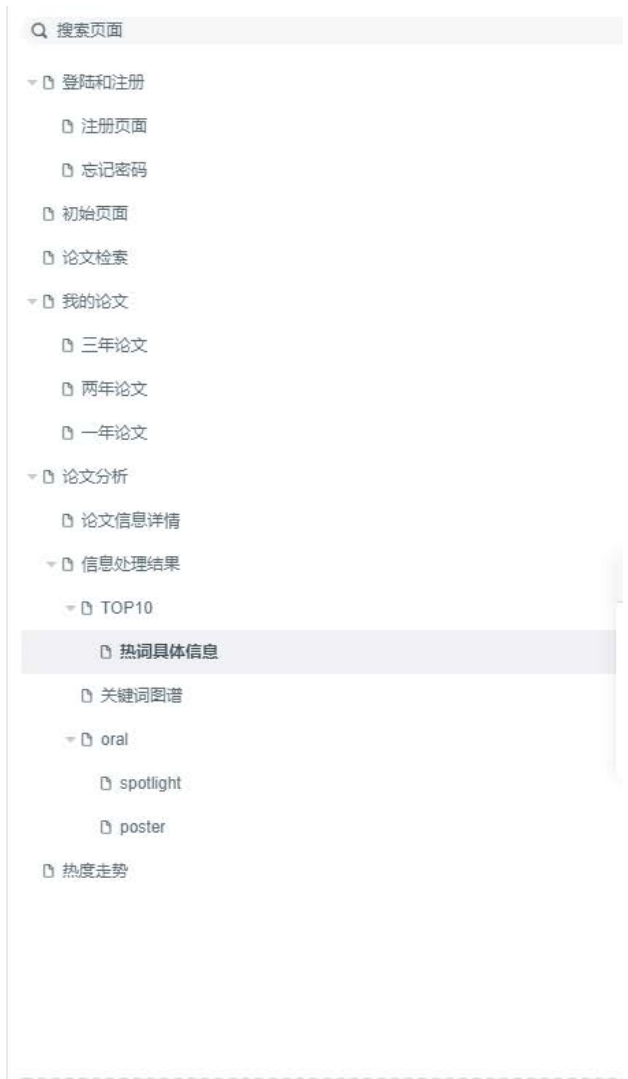 搜索页面
登陆和注册
注册页面
忘记密码
初始页面
论文检索
我的论文
三年论文
两年论文
一年论文
论文分析
论文信息详情
信息处理结果
TOP10
热词具体信息
关键词图谱
oral
spotlight
poster
热度走势